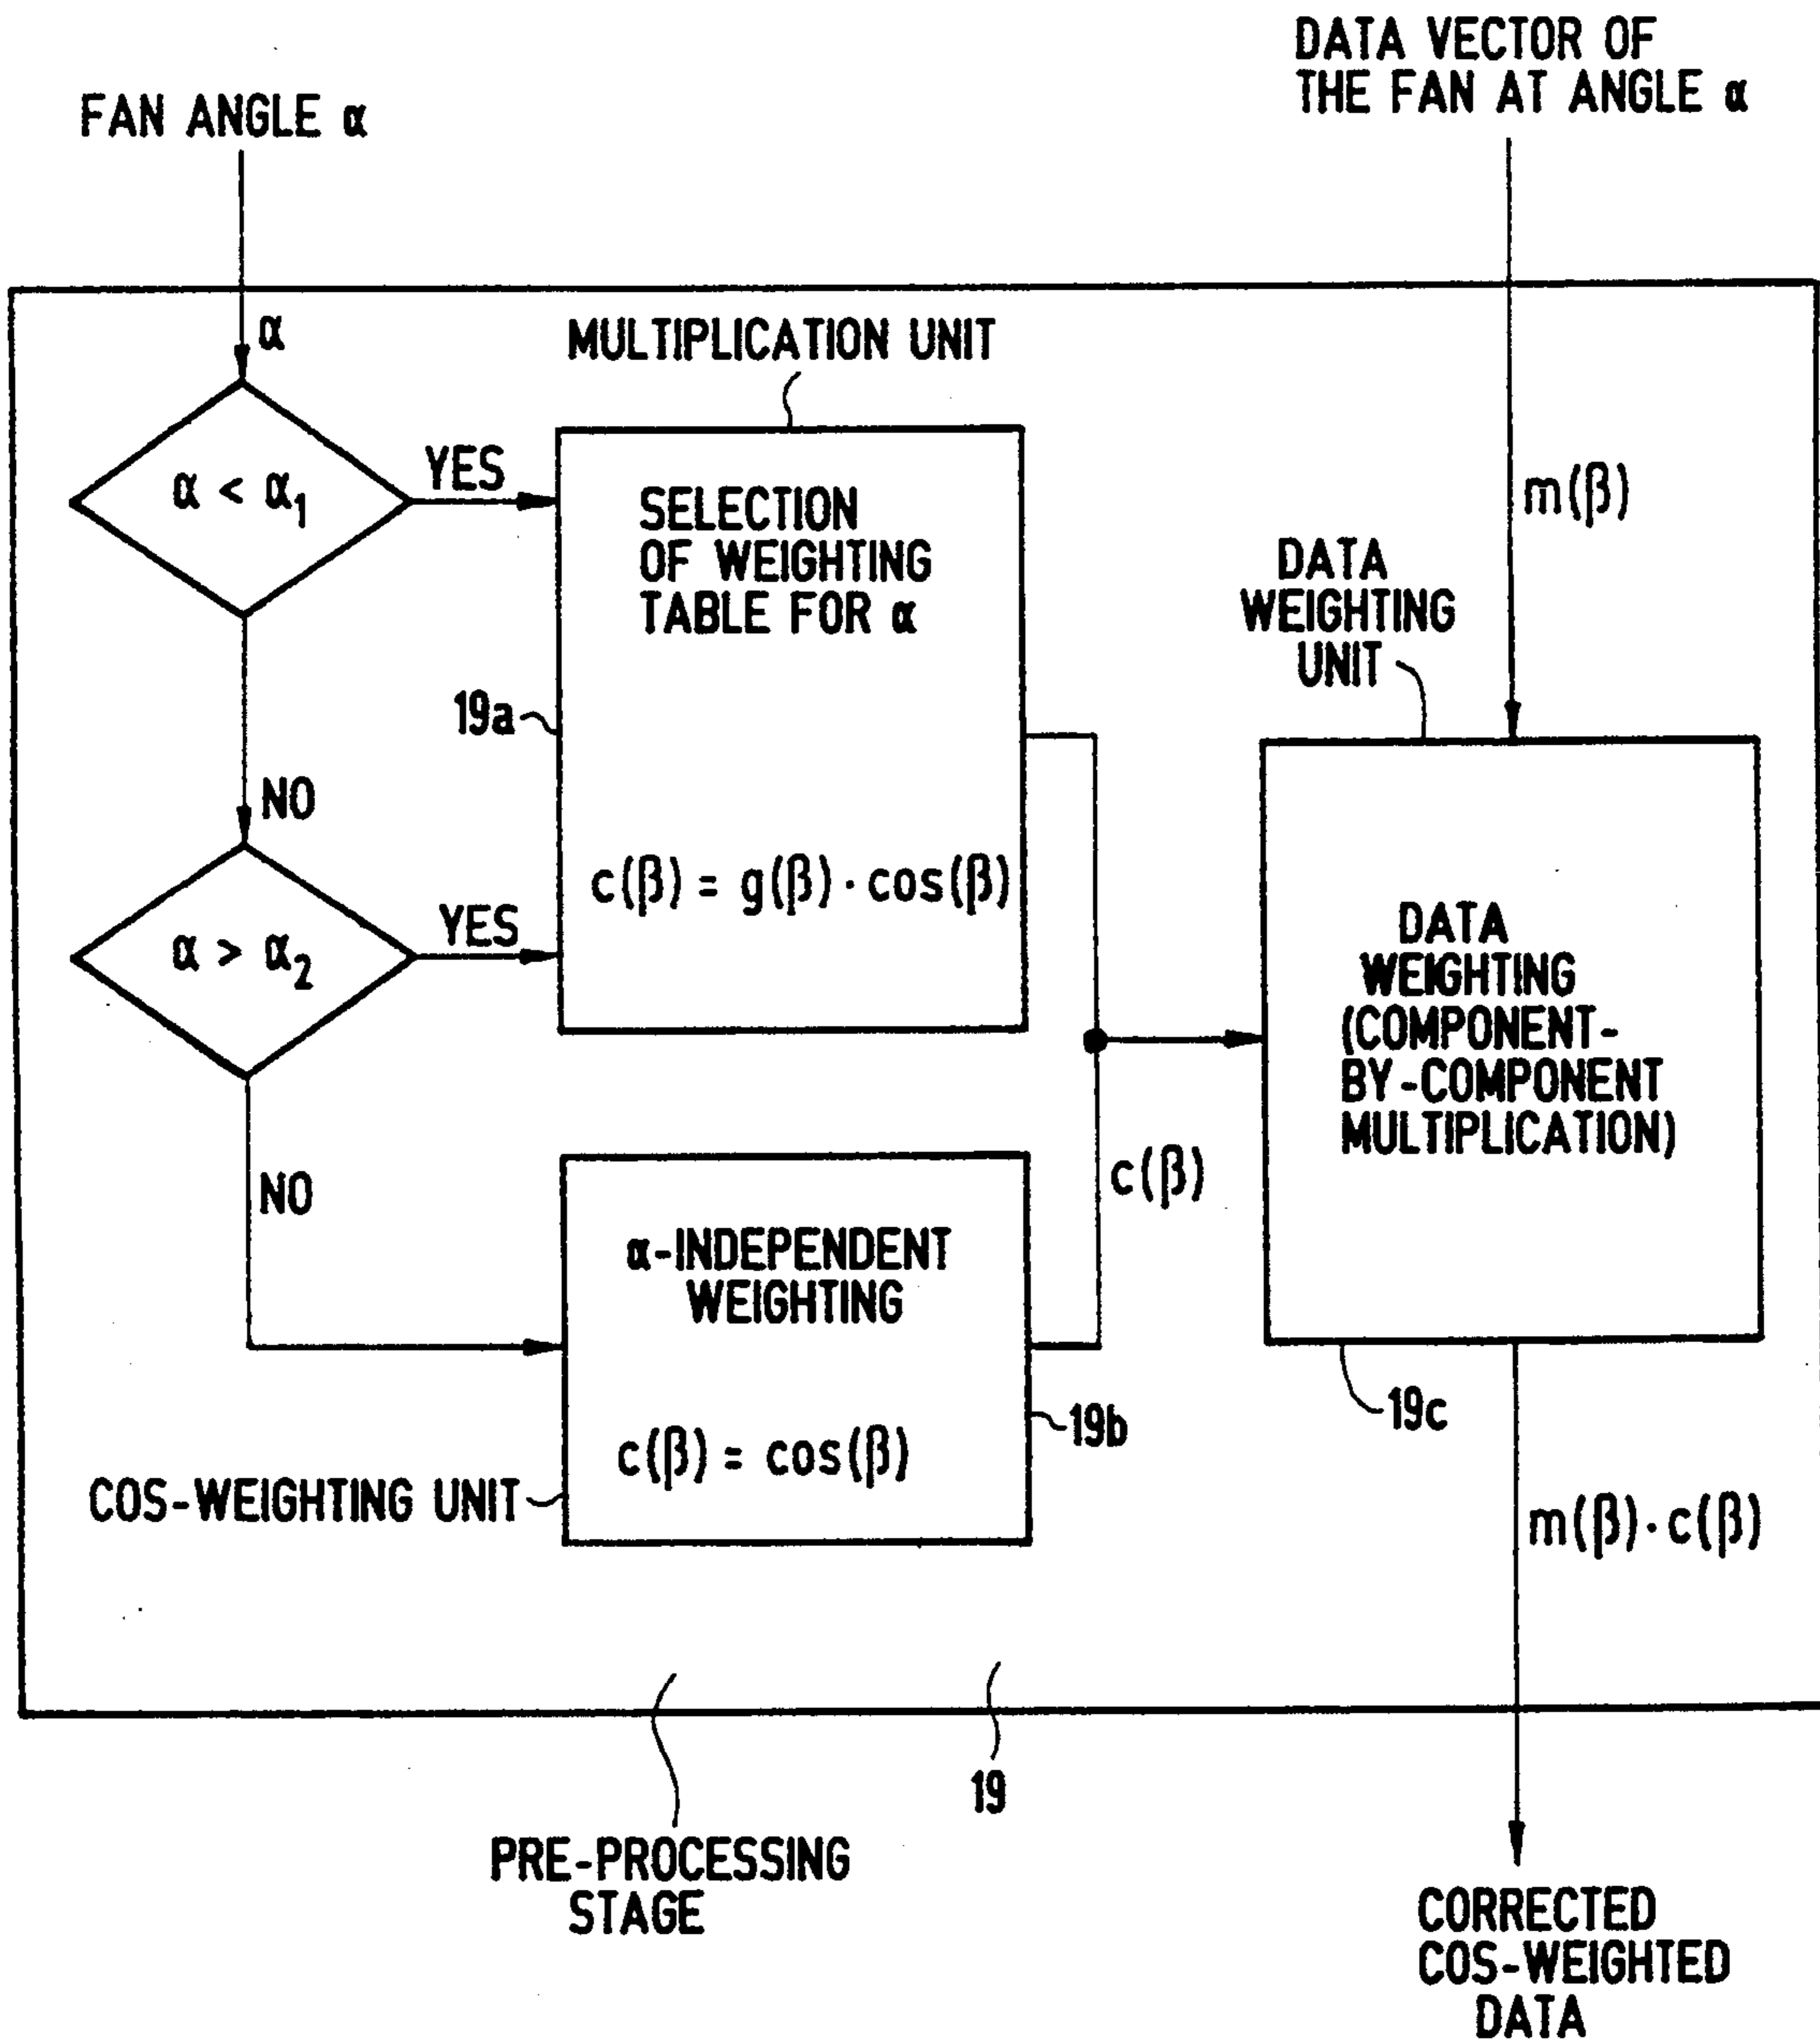 DATA VECTOR OF
THE FAN AT ANGLE α
FAN ANGLE α
α
MULTIPLICATION UNIT
α < α₁
YES
SELECTION
OF WEIGHTING
TABLE FOR α
m(β)
DATA
WEIGHTING
UNIT
19a
NO
c(β) = g(β) · cos(β)
α > α₂
YES
DATA
WEIGHTING
(COMPONENT-
BY-COMPONENT
MULTIPLICATION)
NO
c(β)
α-INDEPENDENT
WEIGHTING
19b
19c
c(β) = cos(β)
COS-WEIGHTING UNIT
m(β) · c(β)
19
PRE-PROCESSING
STAGE
CORRECTED
COS-WEIGHTED
DATA